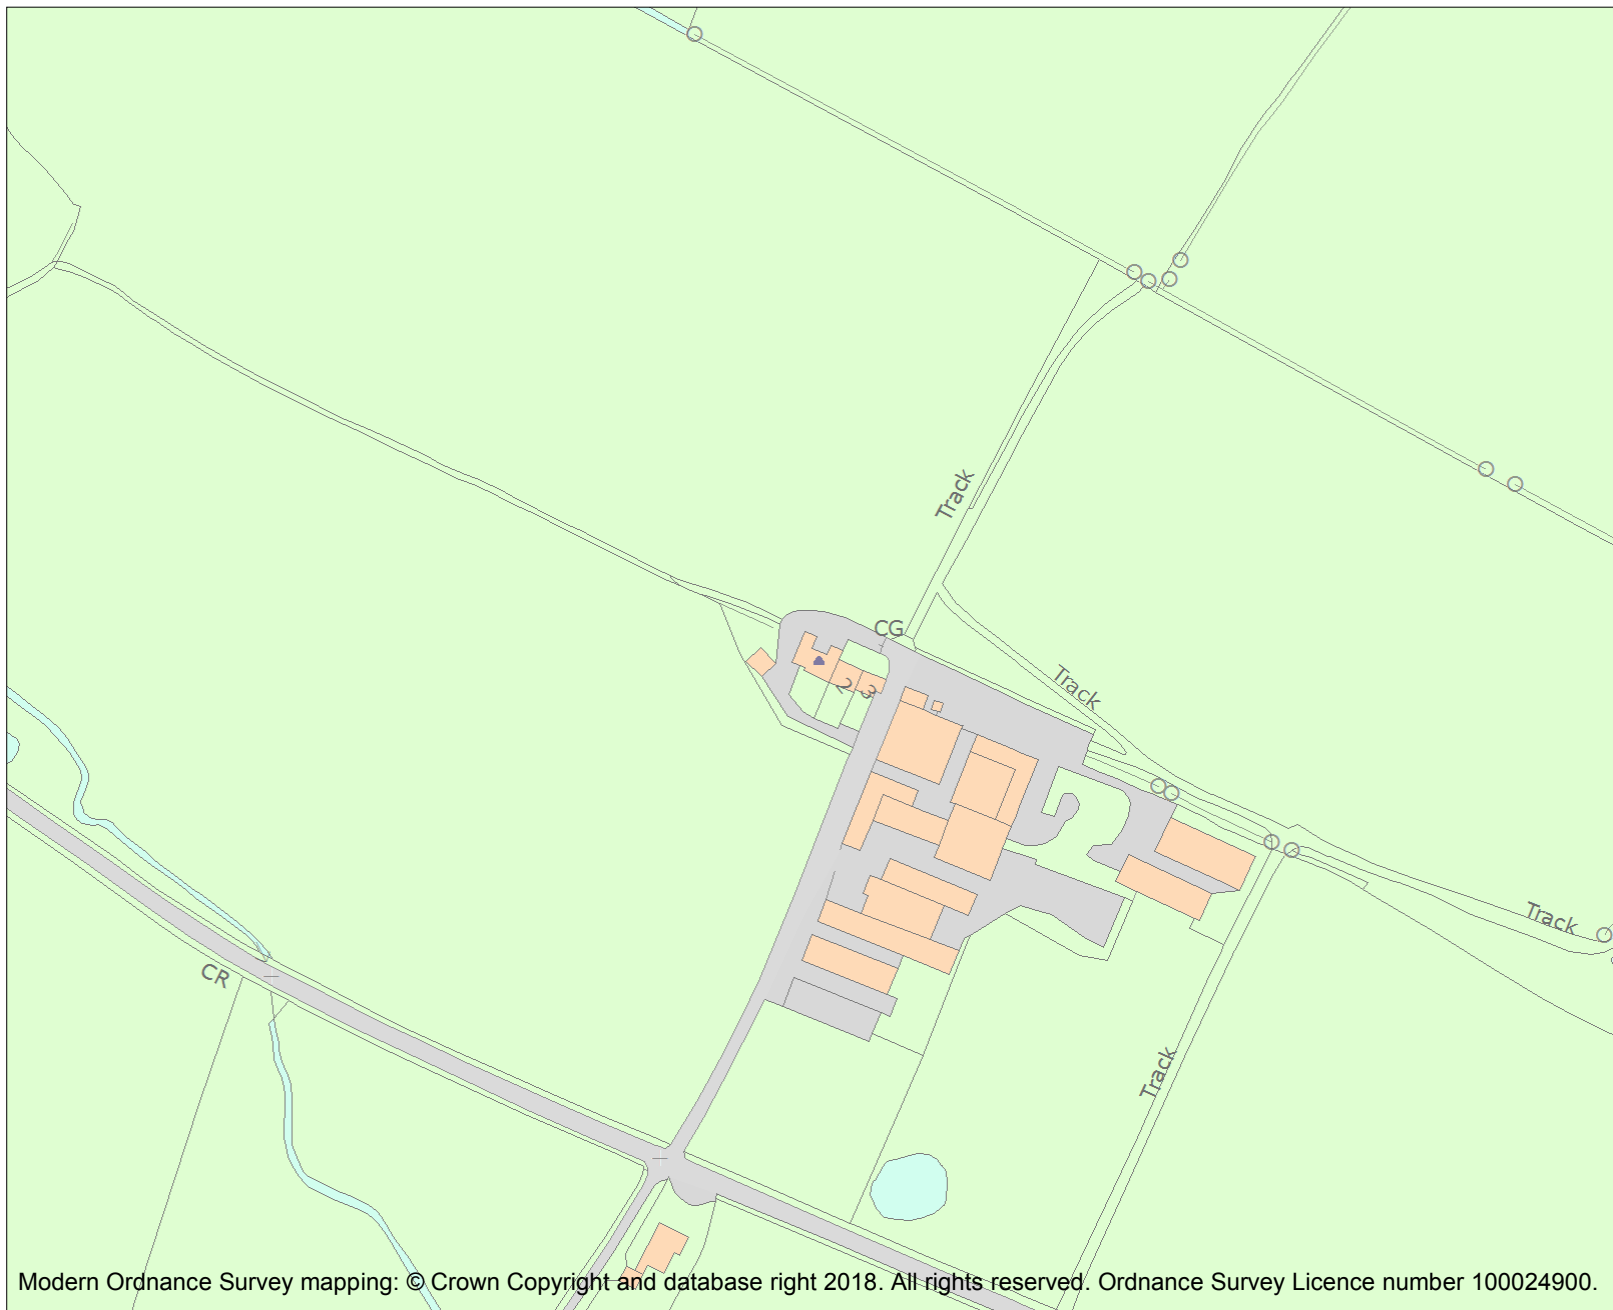 Track
CG
Track
2
3
Track
CR
Track
Modern Ordnance Survey mapping: © Crown Copyright and database right 2018. All rights reserved. Ordnance Survey Licence number 100024900.